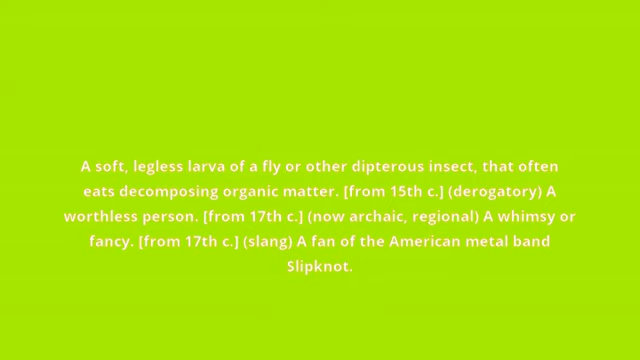 A soft, legless larva of a fly or other dipterous insect, that often
eats decomposing organic matter. [from 15th c.] (derogatory) A
worthless person. [from 17th c.] (now archaic, regional) A whimsy or
fancy. [from 17th c.] (slang) A fan of the American metal band
Slipknot.